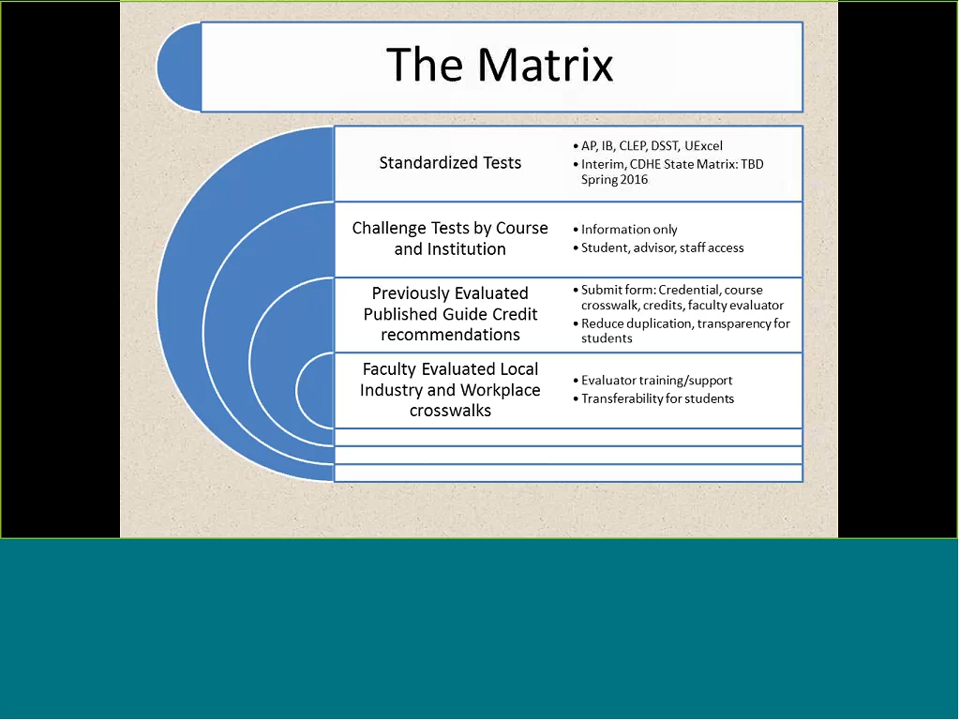 The Matrix
Standardized Tests
• AP, IB, CLEP, DSST, UExcel
• Interim, CDHE State Matrix: TBD
Spring 2016
Challenge Tests by Course
and Institution
• Information only
• Student, advisor, staff access
Previously Evaluated
Published Guide Credit
recommendations
• Submit form: Credential, course
crosswalk, credits, faculty evaluator
• Reduce duplication, transparency for
students
Faculty Evaluated Local
Industry and Workplace
crosswalks
• Evaluator training/support
• Transferability for students